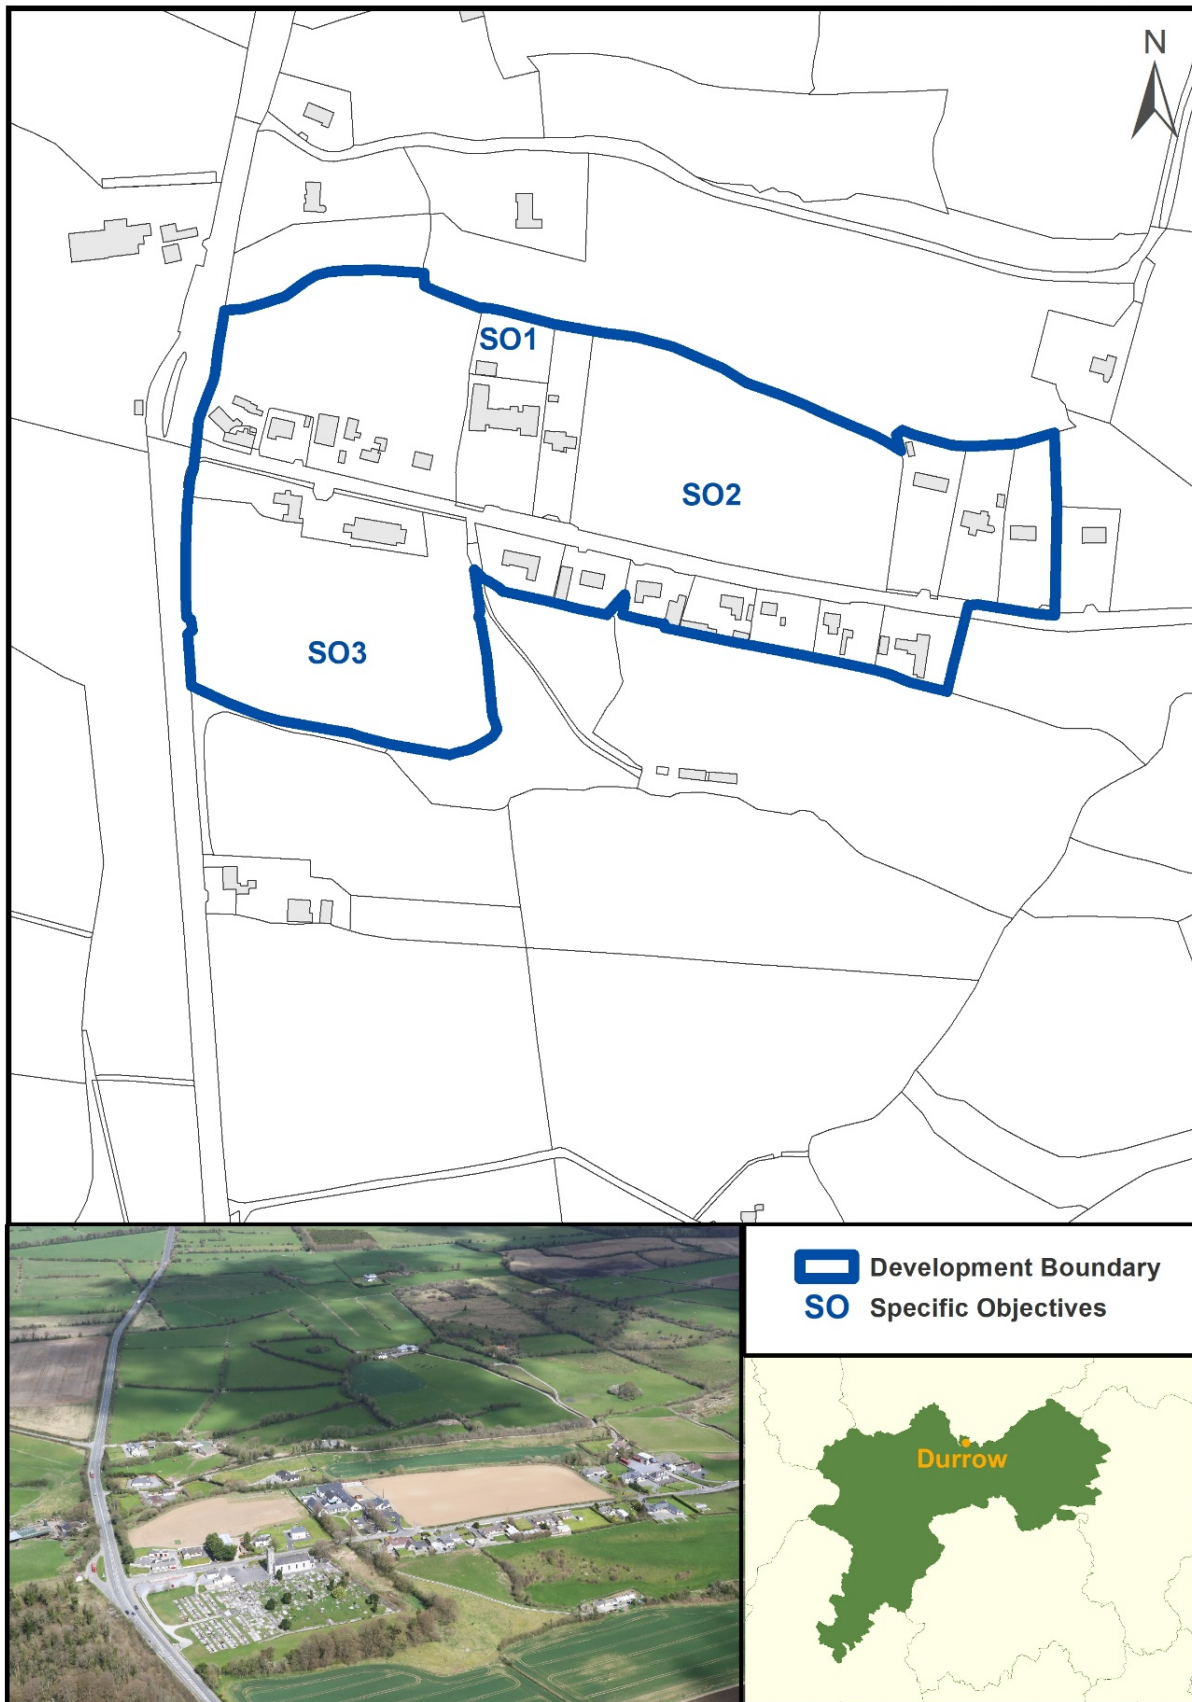 N
SO1
SO2
SO3
Development Boundary
SO Specific Objectives
Durrow